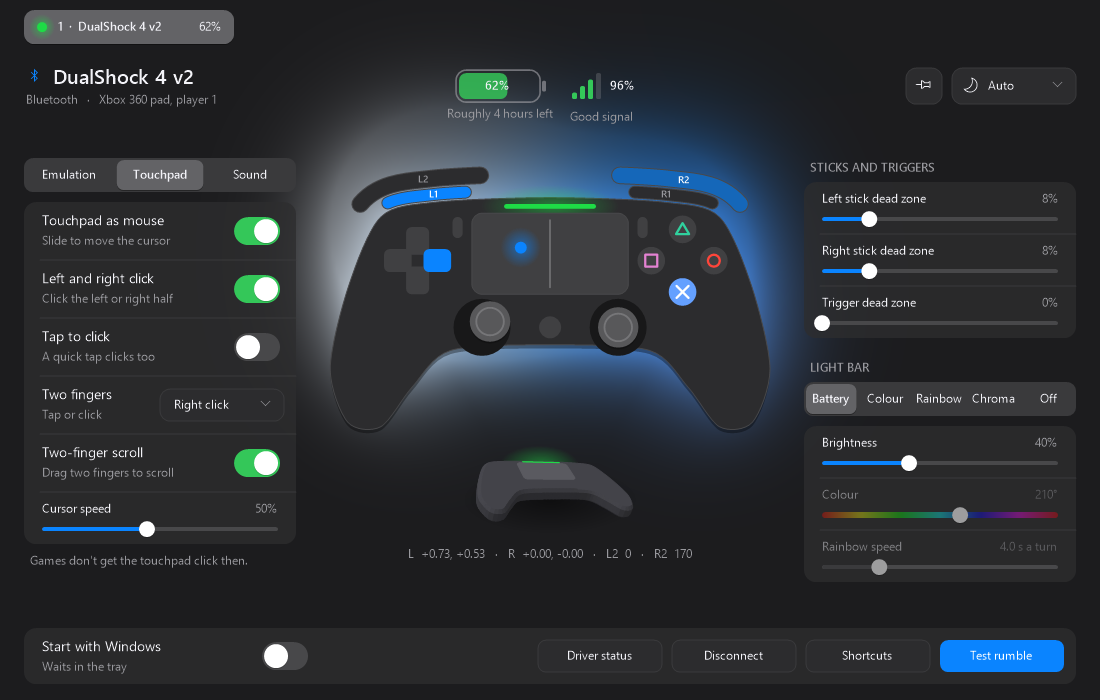 1 · DualShock 4 v2 62%
DualShock 4 v2
Bluetooth · Xbox 360 pad, player 1
62%
Roughly 4 hours left
96%
Good signal
Auto
Emulation Touchpad Sound
Touchpad as mouse
Slide to move the cursor
Left and right click
Click the left or right half
Tap to click
A quick tap clicks too
Two fingers
Tap or click
Right click
Two-finger scroll
Drag two fingers to scroll
Cursor speed 50%
Games don't get the touchpad click then.
L2
L1
R2
R1
L +0.73, +0.53 · R +0.00, -0.00 · L2 0 · R2 170
STICKS AND TRIGGERS
Left stick dead zone 8%
Right stick dead zone 8%
Trigger dead zone 0%
LIGHT BAR
Battery Colour Rainbow Chroma Off
Brightness 40%
Colour 210°
Rainbow speed 4.0 s a turn
Start with Windows
Waits in the tray
Driver status
Disconnect
Shortcuts
Test rumble